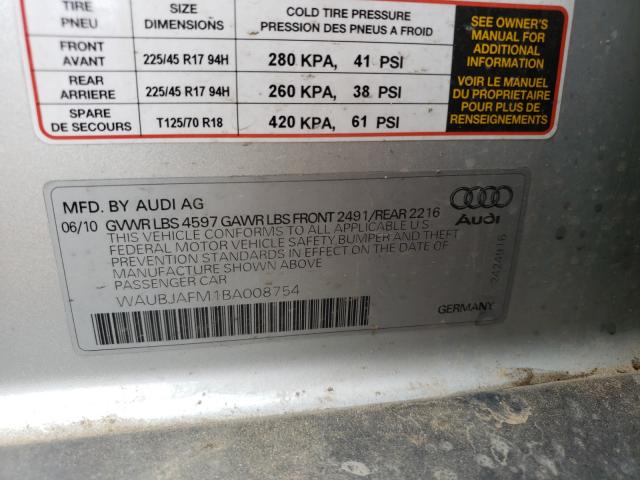 TIRE
PNEU
SIZE
DIMENSIONS
COLD TIRE PRESSURE
PRESSION DES PNEUS A FROID
FRONT
AVANT
225/45 R17 94H
280 KPA, 41 PSI
REAR
ARRIERE
225/45 R17 94H
260 KPA, 38 PSI
SPARE
DE SECOURS
T125/70 R18
420 KPA, 61 PSI
SEE OWNER'S
MANUAL FOR
ADDITIONAL
INFORMATION
VOIR LE MANUEL
DU PROPRIETAIRE
POUR PLUS DE
RENSEIGNEMENTS
MFD. BY AUDI AG
06/10 GVWR LBS 4597 GAWR LBS FRONT 2491/REAR 2216
THIS VEHICLE CONFORMS TO ALL APPLICABLE U.S
FEDERAL MOTOR VEHICLE SAFETY BUMPER AND THEFT
PREVENTION STANDARDS IN EFFECT ON THE DATE OF
MANUFACTURE SHOWN ABOVE
PASSENGER CAR
WAUBJAFM1BA008754
Audi
GERMANY